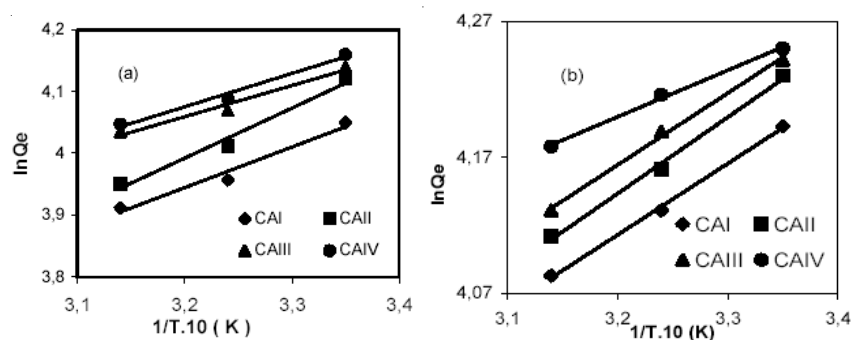 (a)
lnQe
4,2
4,1
4
3,9
3,8
3,1
3,2
3,3
3,4
CAI
CAII
CAIII
CAIV
1/T.10 ( K )
(b)
lnQe
4,27
4,17
4,07
3,1
3,2
3,3
3,4
CAI
CAII
CAIII
CAIV
1/T.10 (K)